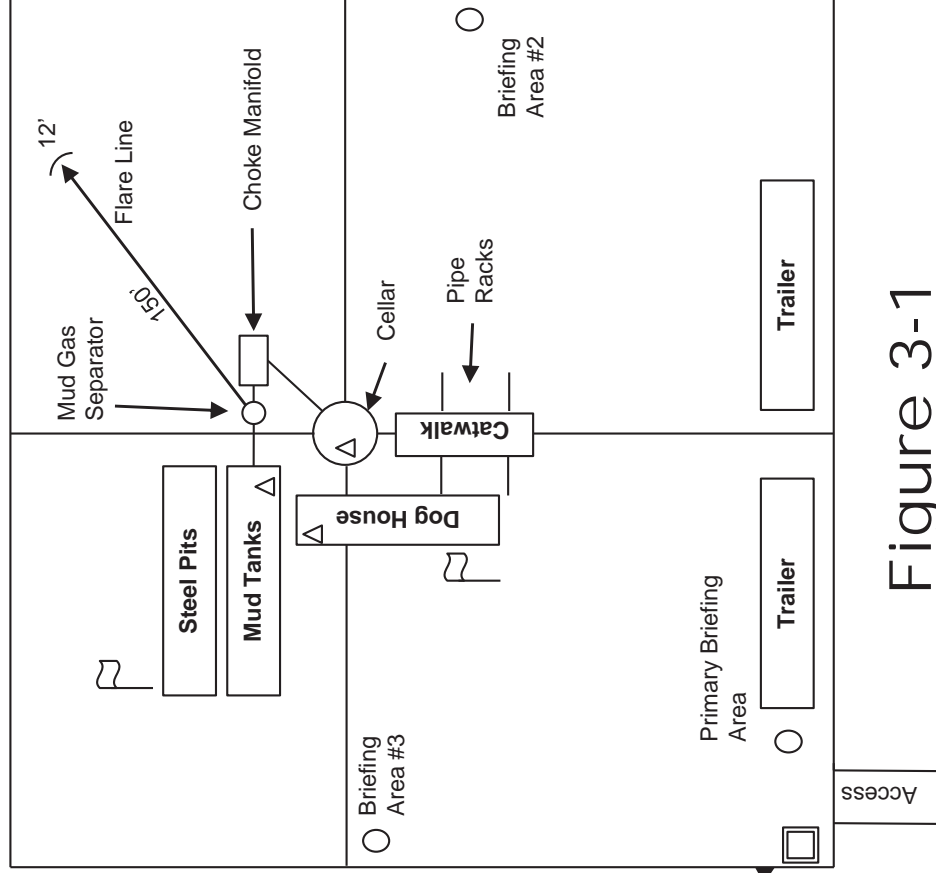 12'
Flare Line
150'
Mud Gas
Separator
Choke Manifold
Steel Pits
Mud Tanks
Cellar
Dog House
Catwalk
Pipe
Racks
Briefing
Area #2
Briefing
Area #3
Primary Briefing
Area
Trailer
Trailer
Access
Figure 3-1